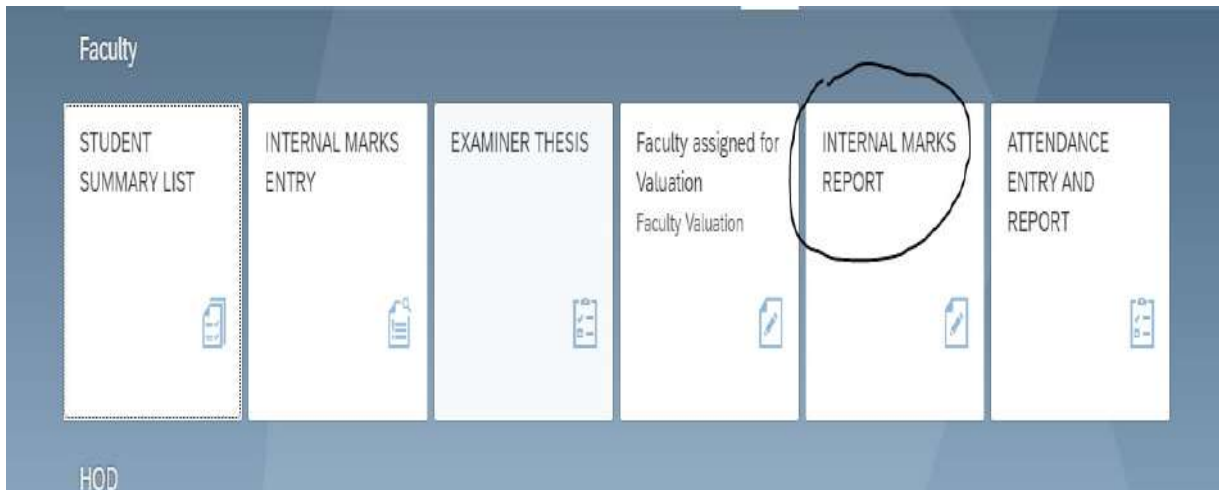 Faculty
STUDENT
SUMMARY LIST
INTERNAL MARKS
ENTRY
EXAMINER THESIS
Faculty assigned for
Valuation
Faculty Valuation
INTERNAL MARKS
REPORT
ATTENDANCE
ENTRY AND
REPORT
HOD